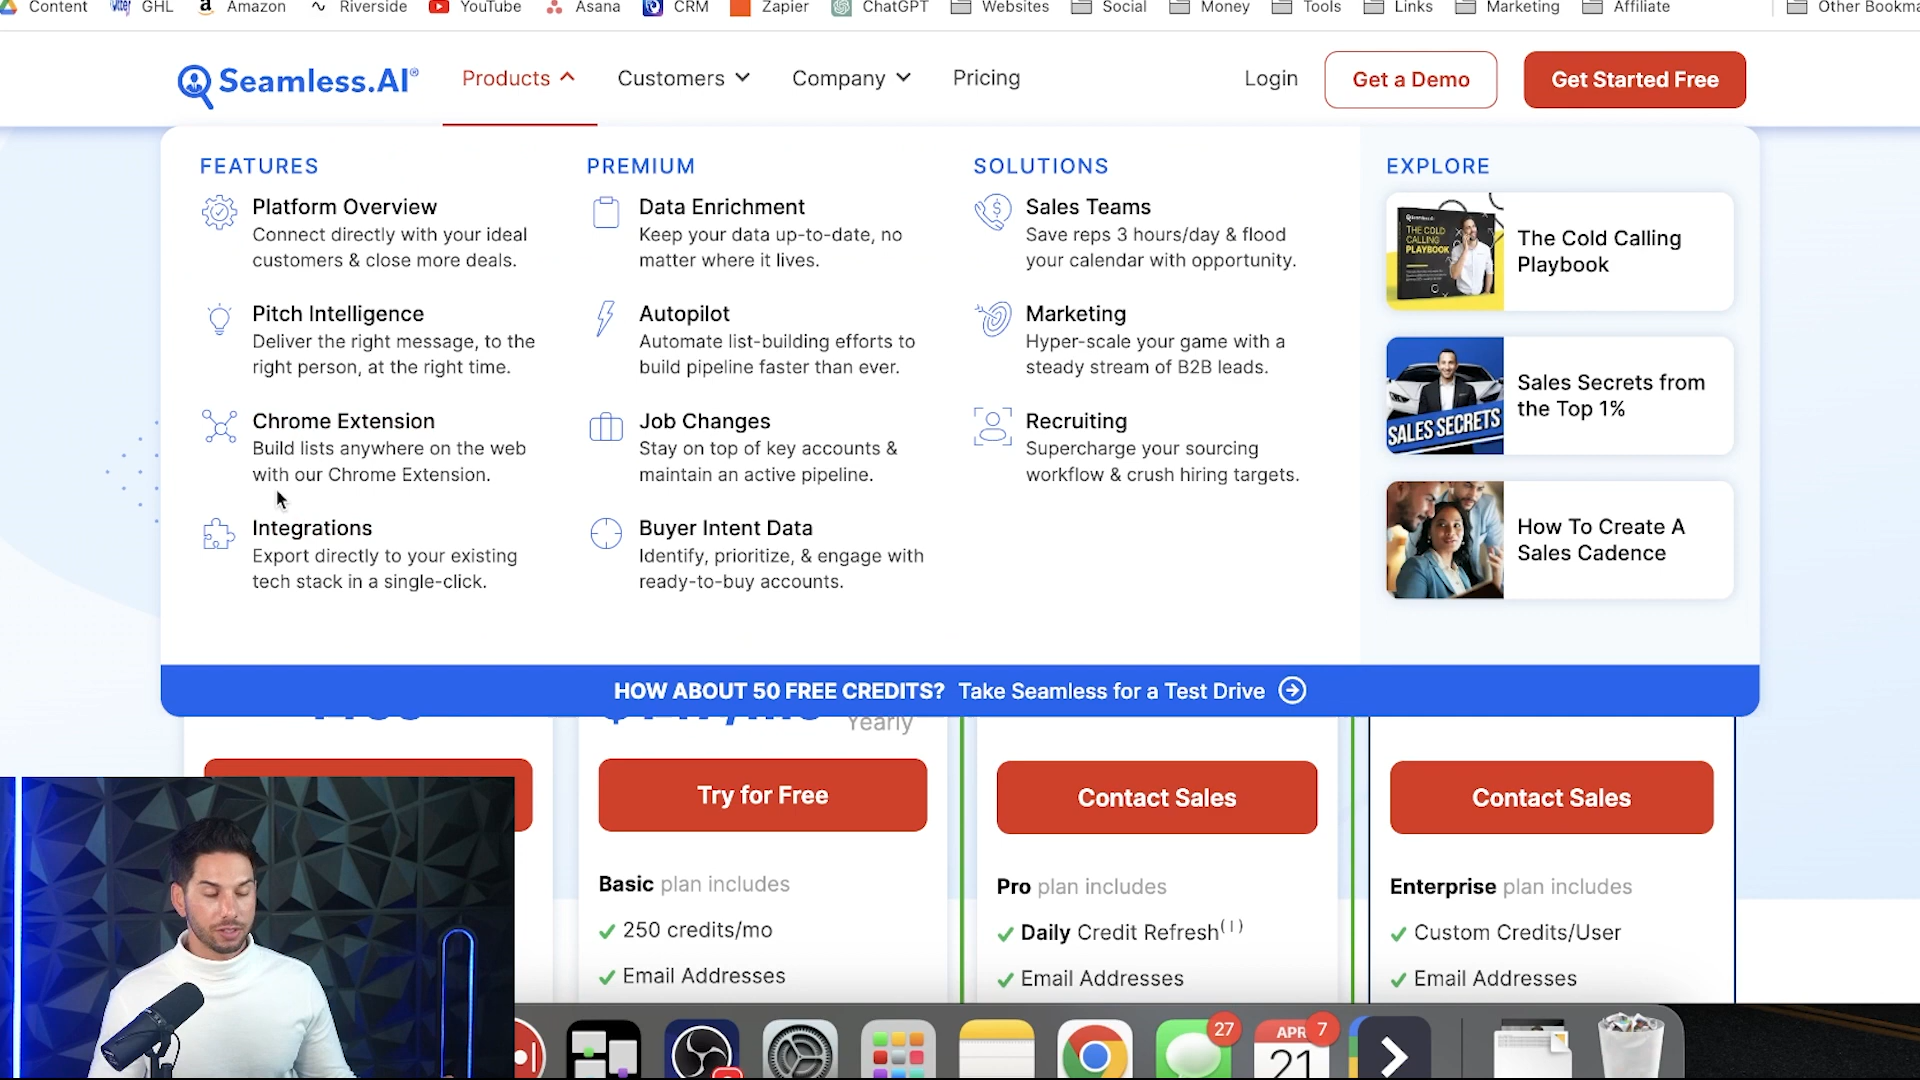 Content
GHL
Amazon
Riverside
YouTube
Asana
CRM
Zapier
ChatGPT
Websites
Social
Money
Tools
Links
Marketing
Affiliate
Other Bookma
Seamless.AI®
Products
Customers
Company
Pricing
Login
Get a Demo
Get Started Free
FEATURES
Platform Overview
Connect directly with your ideal
customers & close more deals.
Pitch Intelligence
Deliver the right message, to the
right person, at the right time.
Chrome Extension
Build lists anywhere on the web
with our Chrome Extension.
Integrations
Export directly to your existing
tech stack in a single-click.
PREMIUM
Data Enrichment
Keep your data up-to-date, no
matter where it lives.
Autopilot
Automate list-building efforts to
build pipeline faster than ever.
Job Changes
Stay on top of key accounts &
maintain an active pipeline.
Buyer Intent Data
Identify, prioritize, & engage with
ready-to-buy accounts.
SOLUTIONS
Sales Teams
Save reps 3 hours/day & flood
your calendar with opportunity.
Marketing
Hyper-scale your game with a
steady stream of B2B leads.
Recruiting
Supercharge your sourcing
workflow & crush hiring targets.
EXPLORE
THE COLD
CALLING
PLAYBOOK
The Cold Calling
Playbook
SALES SECRETS
Sales Secrets from
the Top 1%
How To Create A
Sales Cadence
HOW ABOUT 50 FREE CREDITS? Take Seamless for a Test Drive
Yearly
Try for Free
Contact Sales
Contact Sales
Basic plan includes
250 credits/mo
Email Addresses
Pro plan includes
Daily Credit Refresh(1)
Email Addresses
Enterprise plan includes
Custom Credits/User
Email Addresses
27
APR
7
21